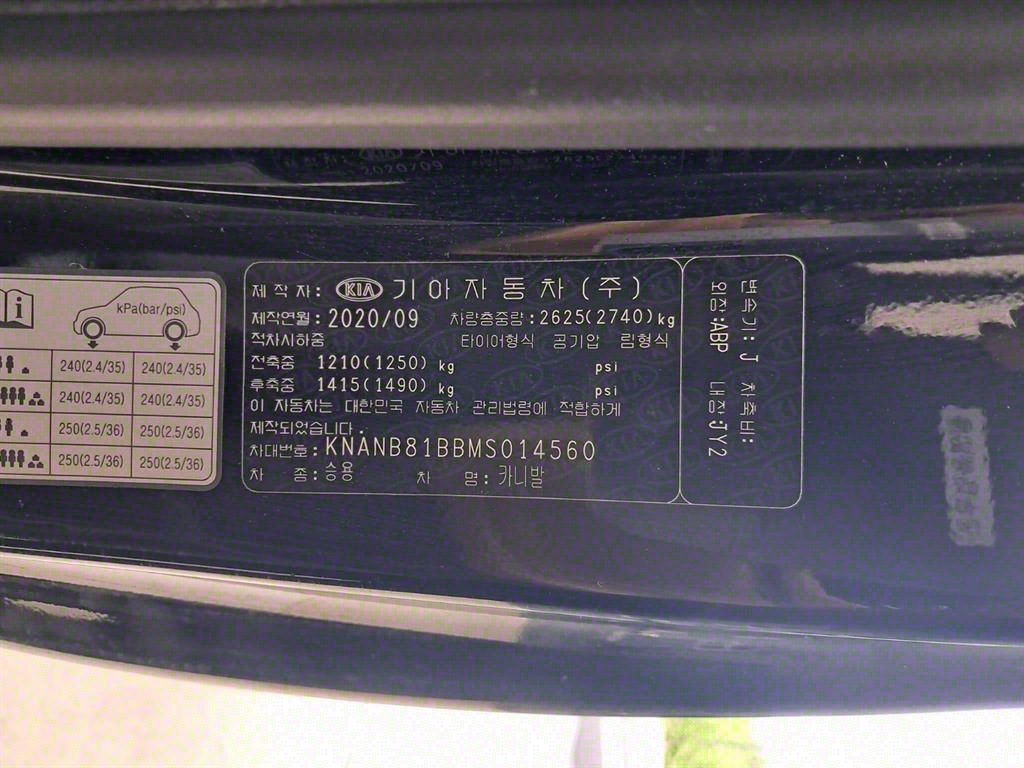 kPa(bar/psi)
240(2.4/35) 240(2.4/35)
240(2.4/35) 240(2.4/35)
250(2.5/36) 250(2.5/36)
250(2.5/36) 250(2.5/36)
제작자: KIA 기아자동차(주)
제작연월:2020/09 차량총중량:2625(2740)kg
적차시하중 타이어형식 공기압 림형식
전축중 1210(1250) kg psi
후축중 1415(1490) kg psi
이 자동차는 대한민국 자동차 관리법령에 적합하게
제작되었습니다.
차대번호:KNANB81BBMS014560
차 종:승용 차 명:카니발
변속기:J 차축비:
외장:ABP 내장:JY2